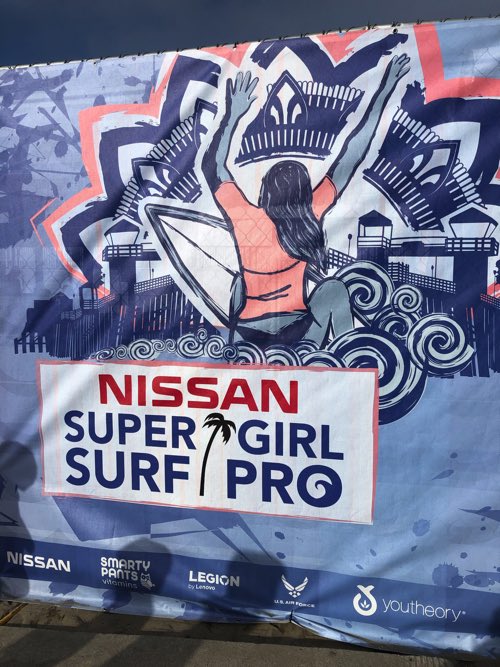 NISSAN
SUPER GIRL
SURF PRO
NISSAN
SMARTY
PANTS
vitamins
LEGION
by Lenovo
U.S. AIR FORCE
youtheory®